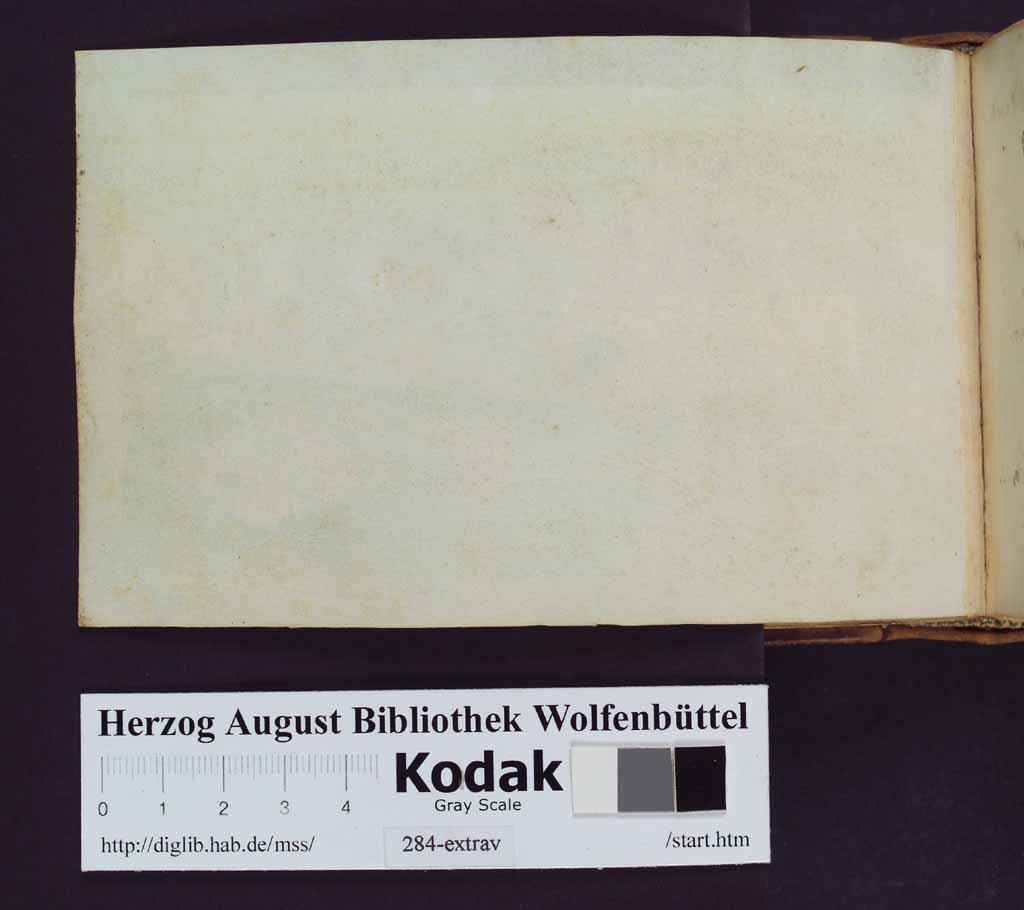 Herzog August Bibliothek Wolfenbüttel
Kodak
Gray Scale
0 1 2 3 4
http://diglib.hab.de/mss/ 284-extrav /start.htm